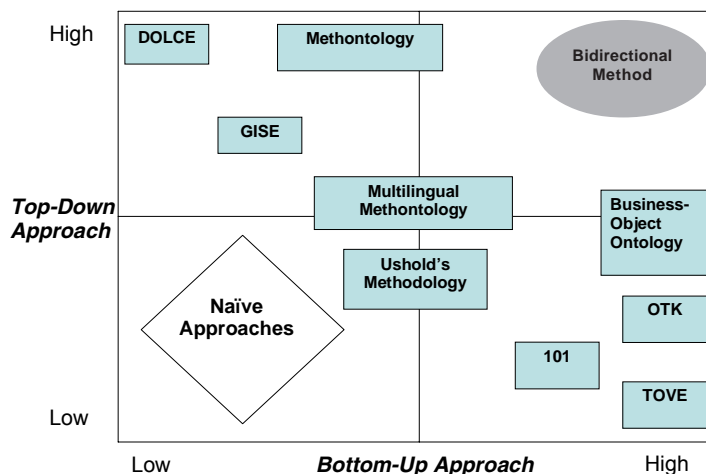 High
DOLCE
Methontology
Bidirectional
Method
GISE
Top-Down
Approach
Multilingual
Methontology
Business-
Object
Ontology
Ushold's
Methodology
Naïve
Approaches
OTK
101
TOVE
Low
Low
Bottom-Up Approach
High